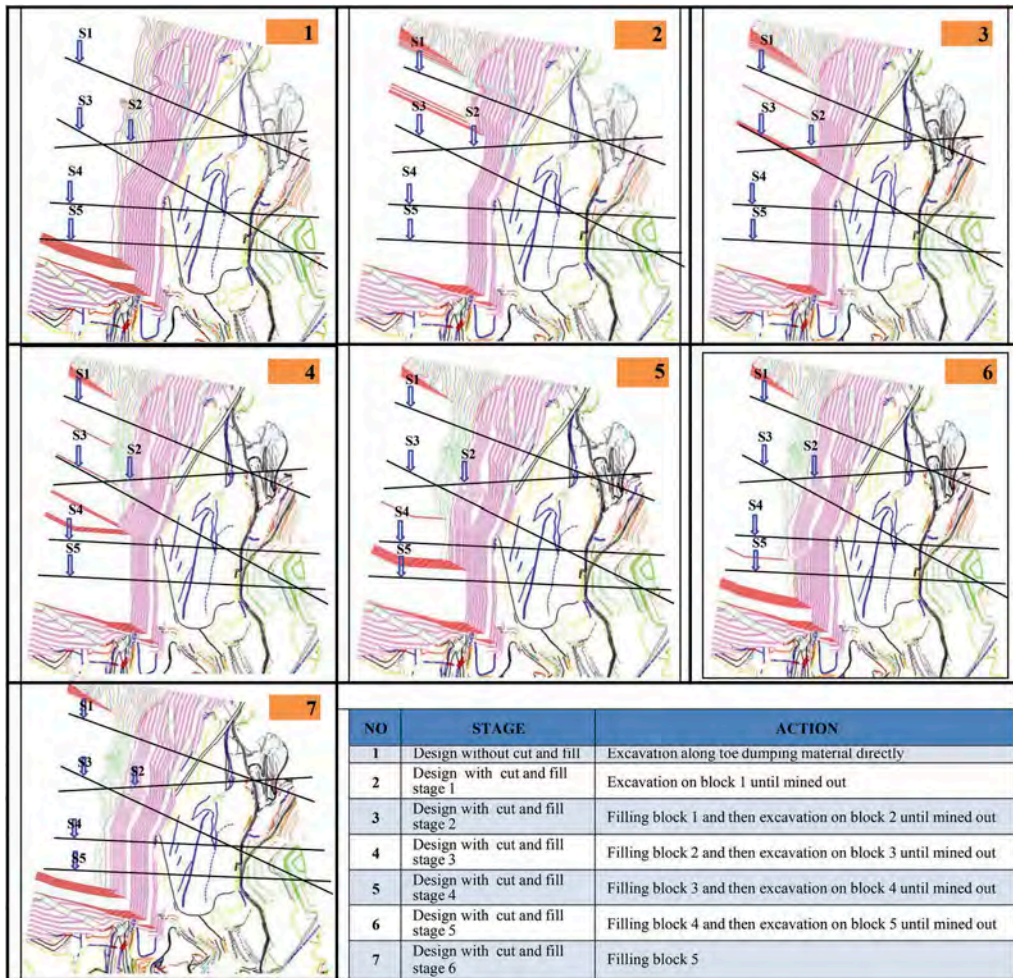 1
S1
S3
S2
S4
S5
2
S1
S3
S2
S4
S5
3
S1
S3
S2
S4
S5
4
S1
S3
S2
S4
S5
5
S1
S3
S2
S4
S5
6
S1
S3
S2
S4
S5
7
S1
S3
S2
S4
S5
NO STAGE ACTION
1 Design without cut and fill Excavation along toe dumping material directly
2 Design with cut and fill stage 1 Excavation on block 1 until mined out
3 Design with cut and fill stage 2 Filling block 1 and then excavation on block 2 until mined out
4 Design with cut and fill stage 3 Filling block 2 and then excavation on block 3 until mined out
5 Design with cut and fill stage 4 Filling block 3 and then excavation on block 4 until mined out
6 Design with cut and fill stage 5 Filling block 4 and then excavation on block 5 until mined out
7 Design with cut and fill stage 6 Filling block 5